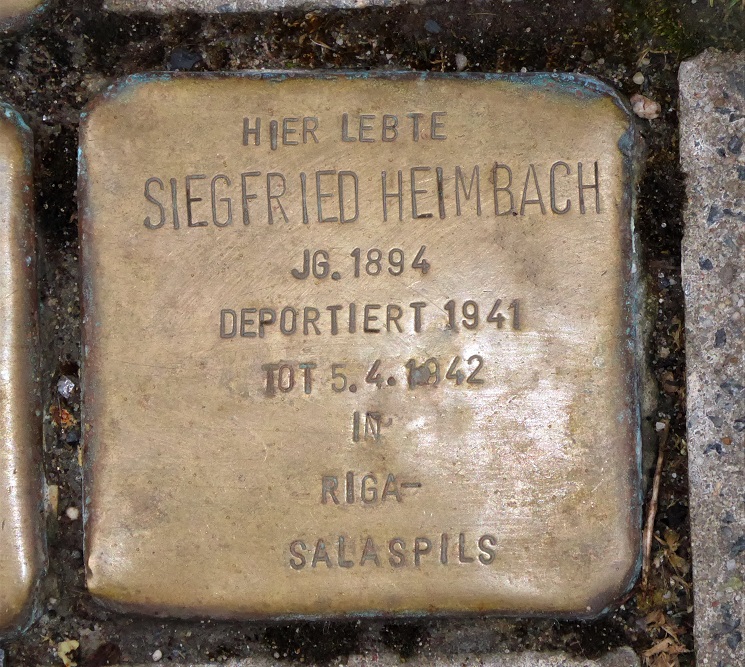 HIER LEBTE
SIEGFRIED HEIMBACH
JG. 1894
DEPORTIERT 1941
TOT 5.4.1942
IN
RIGA-
SALASPILS